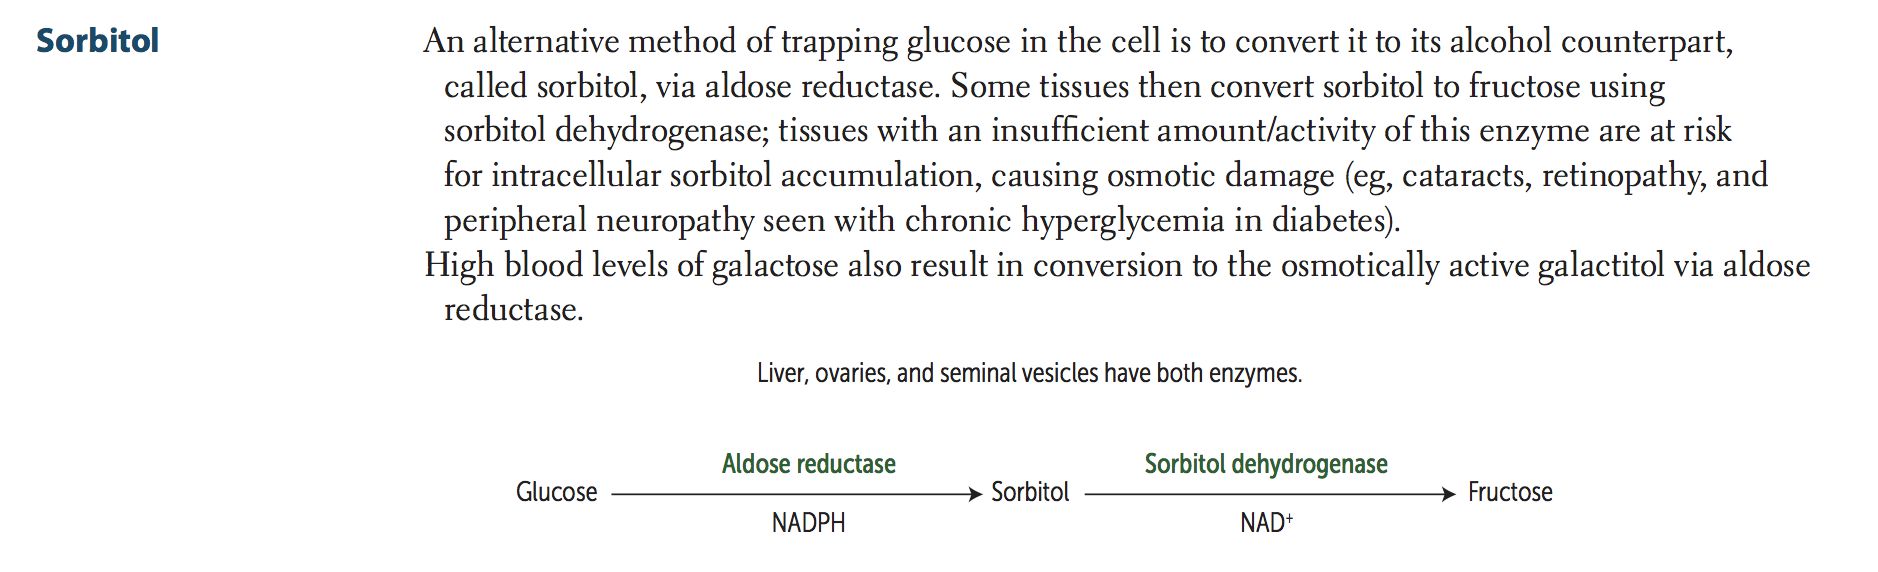 Sorbitol
An alternative method of trapping glucose in the cell is to convert it to its alcohol counterpart,
called sorbitol, via aldose reductase. Some tissues then convert sorbitol to fructose using
sorbitol dehydrogenase; tissues with an insufficient amount/activity of this enzyme are at risk
for intracellular sorbitol accumulation, causing osmotic damage (eg, cataracts, retinopathy, and
peripheral neuropathy seen with chronic hyperglycemia in diabetes).
High blood levels of galactose also result in conversion to the osmotically active galactitol via aldose
reductase.
Liver, ovaries, and seminal vesicles have both enzymes.
Aldose reductase Sorbitol dehydrogenase
Glucose Sorbitol Fructose
NADPH NAD⁺